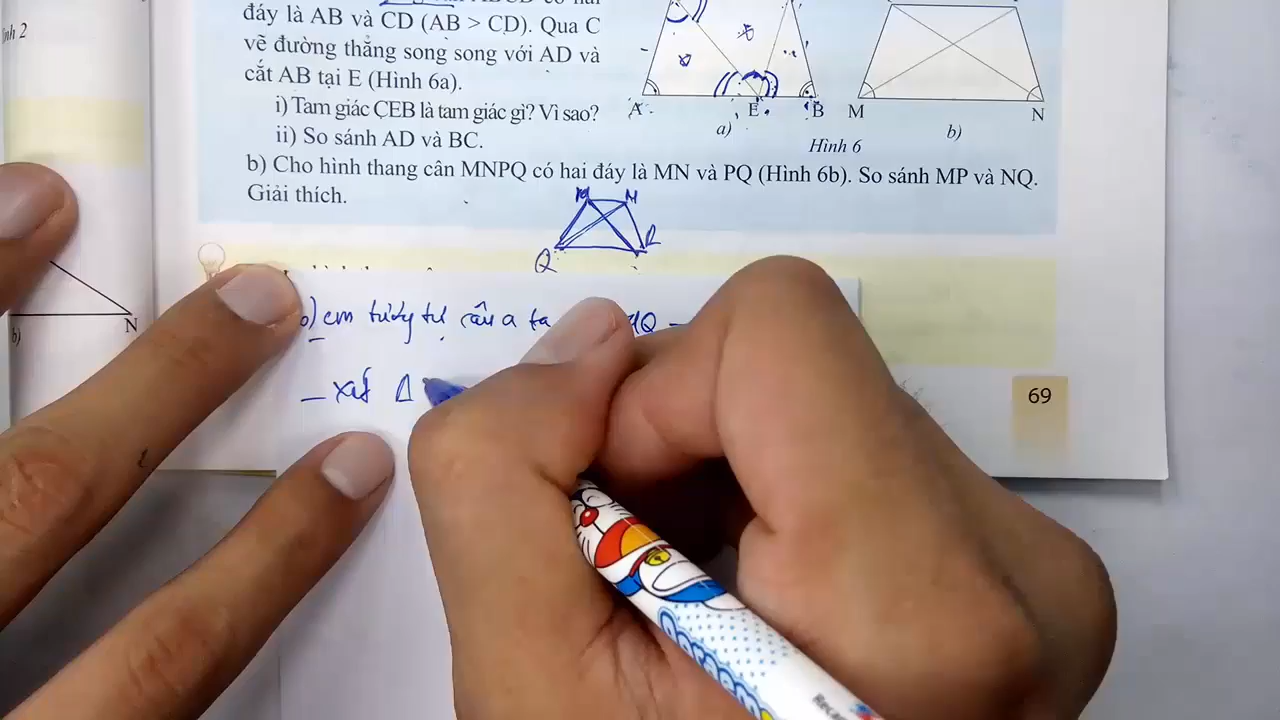 đáy là AB và CD (AB > CD). Qua C
vẽ đường thẳng song song với AD và
cắt AB tại E (Hình 6a).
i) Tam giác CEB là tam giác gì? Vì sao?
ii) So sánh AD và BC.
A E B M N
a) b)
Hình 6
b) Cho hình thang cân MNPQ có hai đáy là MN và PQ (Hình 6b). So sánh MP và NQ.
Giải thích.
Q
N
b)
b) em tương tự câu a ta
– xét Δ
69